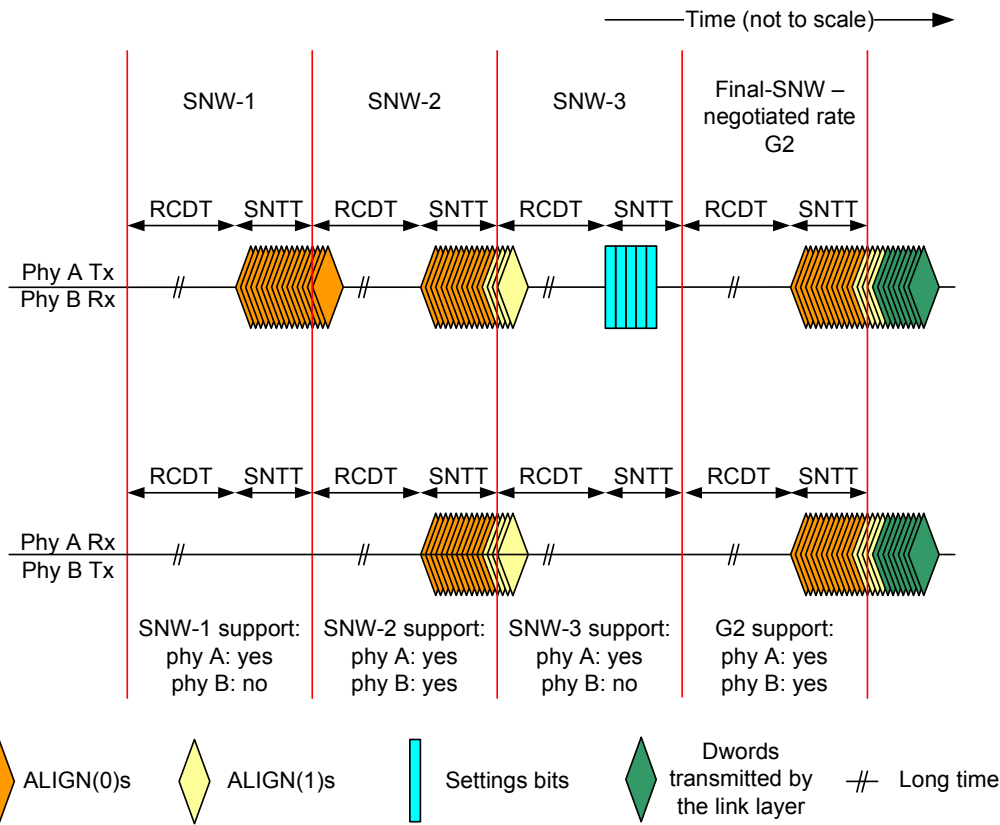 Time (not to scale)
SNW-1
SNW-2
SNW-3
Final-SNW –
negotiated rate
G2
RCDT
SNTT
RCDT
SNTT
RCDT
SNTT
RCDT
SNTT
Phy A Tx
Phy B Rx
RCDT
SNTT
RCDT
SNTT
RCDT
SNTT
RCDT
SNTT
Phy A Rx
Phy B Tx
SNW-1 support:
phy A: yes
phy B: no
SNW-2 support:
phy A: yes
phy B: yes
SNW-3 support:
phy A: yes
phy B: no
G2 support:
phy A: yes
phy B: yes
ALIGN(0)s
ALIGN(1)s
Settings bits
Dwords
transmitted by
the link layer
Long time